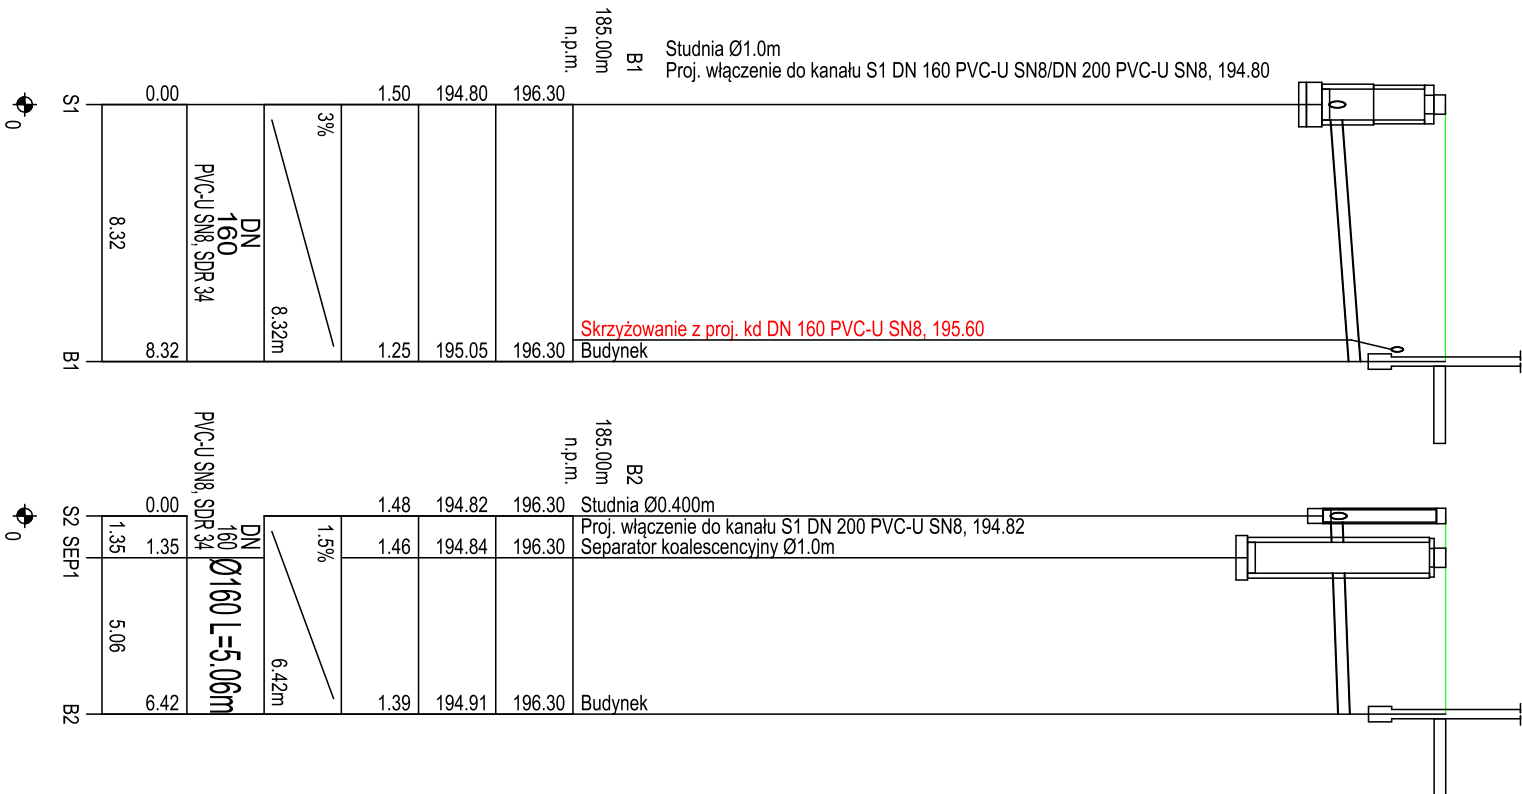 185.00m
n.p.m.
B1
Studnia Ø1.0m
Proj. włączenie do kanału S1 DN 160 PVC-U SN8/DN 200 PVC-U SN8, 194.80
0
S1
0.00
1.50
194.80
196.30
3%
8.32
PVC-U SN8, SDR 34
DN
160
8.32m
Skrzyżowanie z proj. kd DN 160 PVC-U SN8, 195.60
B1
8.32
1.25
195.05
196.30
Budynek
185.00m
n.p.m.
B2
0
S2
0.00
1.48
194.82
196.30
Studnia Ø0.400m
Proj. włączenie do kanału S1 DN 200 PVC-U SN8, 194.82
1.35
PVC-U SN8, SDR 34
DN
160
1.5%
SEP1
1.35
1.46
194.84
196.30
Separator koalescencyjny Ø1.0m
5.06
Ø160 L=5.06m
6.42m
B2
6.42
1.39
194.91
196.30
Budynek